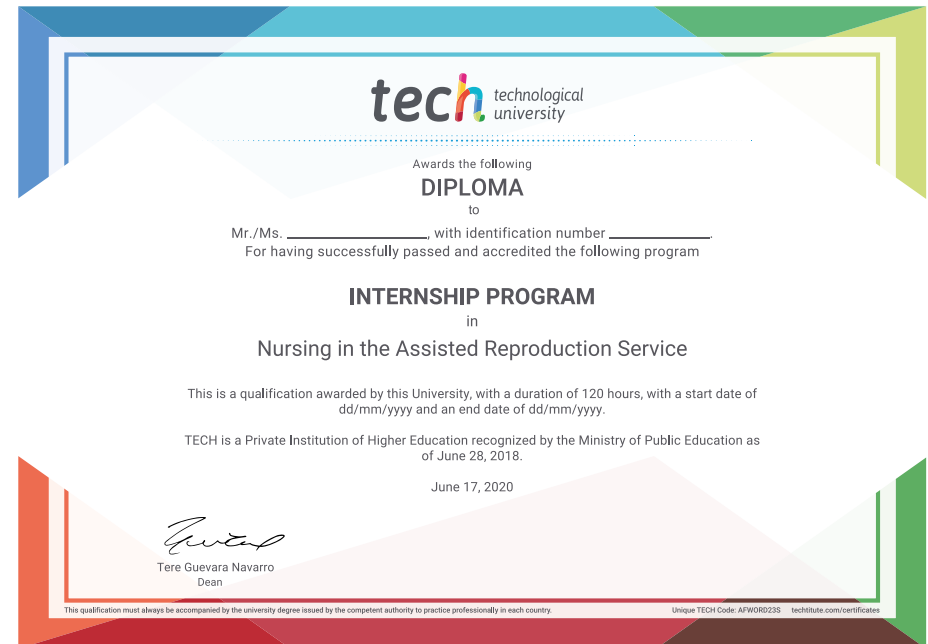 tech technological
university
Awards the following
DIPLOMA
to
Mr./Ms. ____________________, with identification number ______________.
For having successfully passed and accredited the following program
INTERNSHIP PROGRAM
in
Nursing in the Assisted Reproduction Service
This is a qualification awarded by this University, with a duration of 120 hours, with a start date of
dd/mm/yyyy and an end date of dd/mm/yyyy.
TECH is a Private Institution of Higher Education recognized by the Ministry of Public Education as
of June 28, 2018.
June 17, 2020
Tere Guevara Navarro
Dean
This qualification must always be accompanied by the university degree issued by the competent authority to practice professionally in each country.
Unique TECH Code: AFWORD23S techtitute.com/certificates